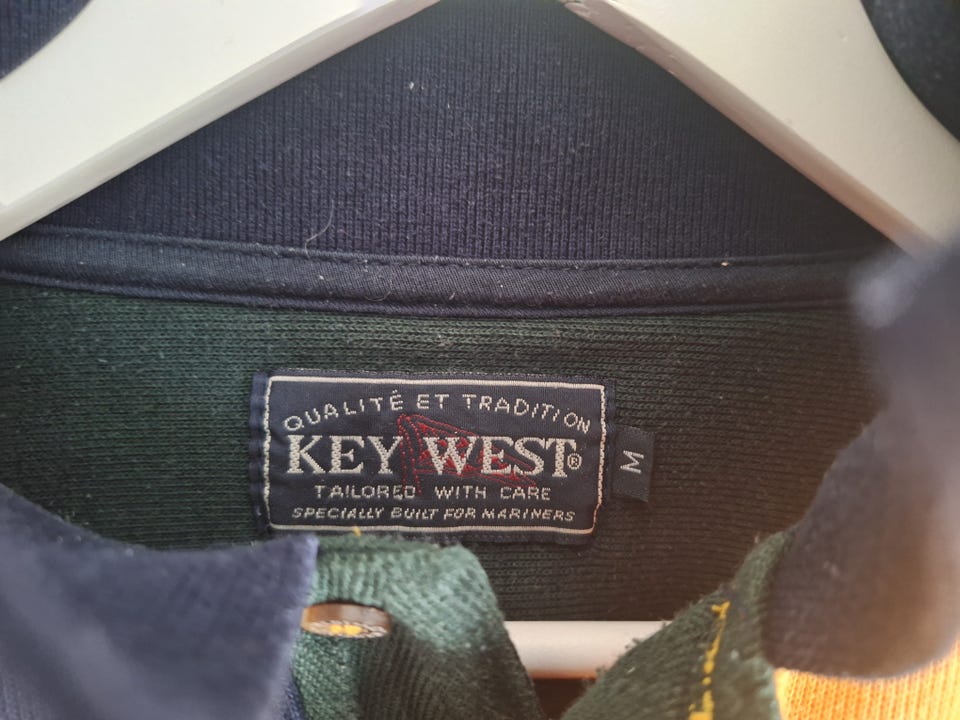 QUALITÉ ET TRADITION
KEY WEST®
TAILORED WITH CARE
SPECIALLY BUILT FOR MARINERS
M